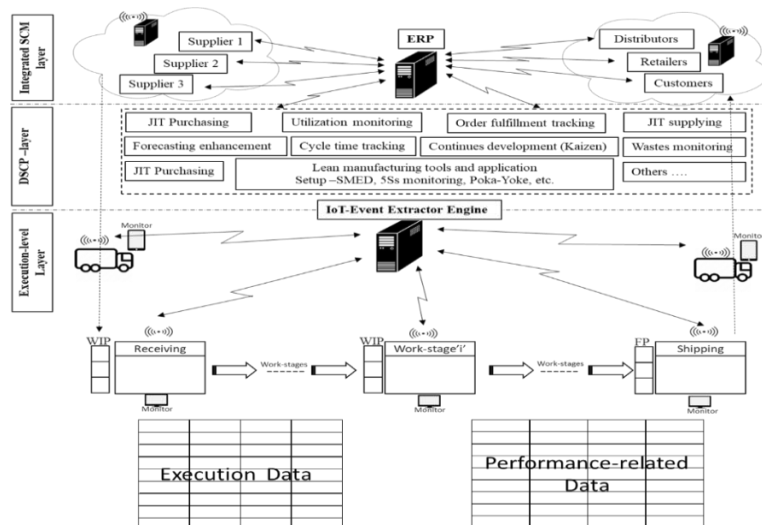 Integrated SCM
layer
Supplier 1
Supplier 2
Supplier 3
ERP
Distributors
Retailers
Customers
DSCP –layer
JIT Purchasing
Utilization monitoring
Order fulfillment tracking
JIT supplying
Forecasting enhancement
Cycle time tracking
Continues development (Kaizen)
Wastes monitoring
JIT Purchasing
Lean manufacturing tools and application
Setup –SMED, 5Ss monitoring, Poka-Yoke, etc.
Others ….
Execution-level
Layer
IoT-Event Extractor Engine
Monitor
Monitor
WIP
Receiving
Work-stages
WIP
Work-stage'i'
Work-stages
FP
Shipping
Monitor
Monitor
Monitor
Execution Data
Performance-related
Data